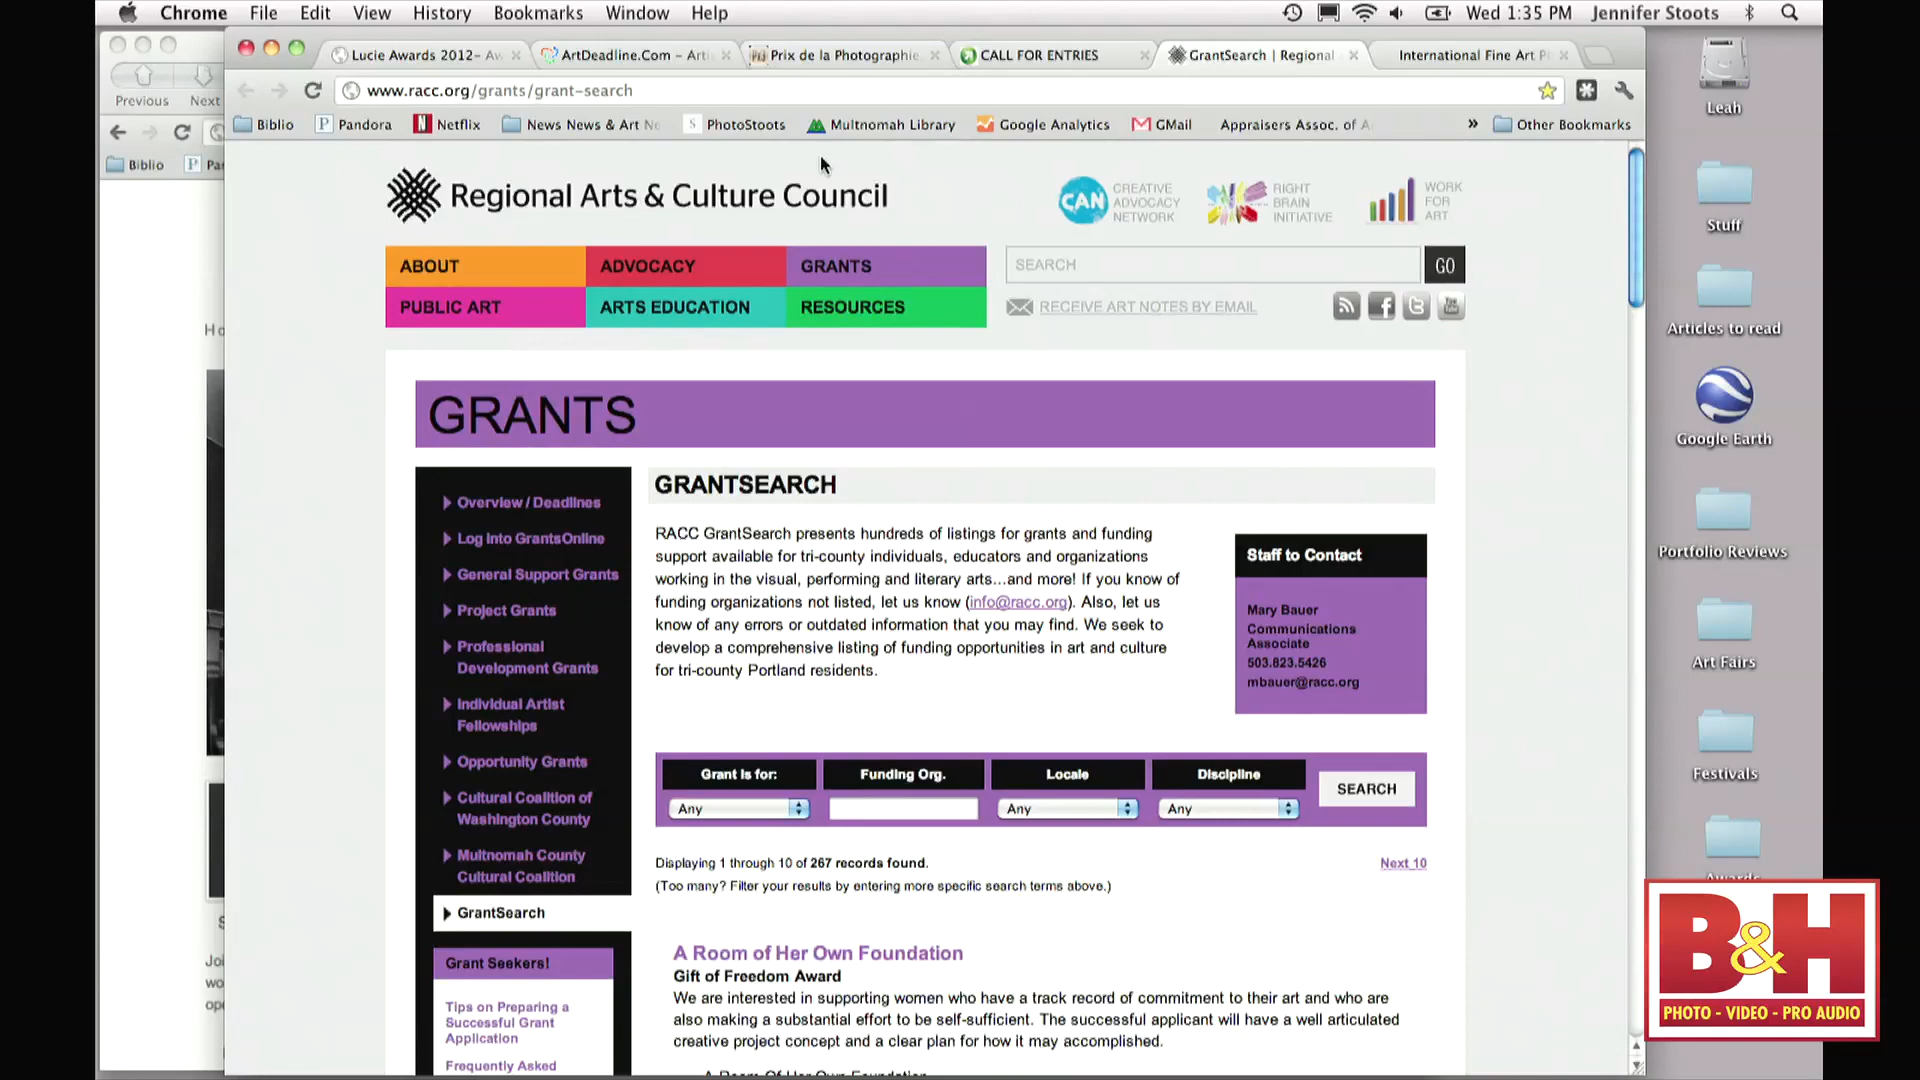 Chrome File Edit View History Bookmarks Window Help Wed 1:35 PM Jennifer Stoots
Lucie Awards 2012- Aw ArtDeadline.Com – Arti Prix de la Photographie, CALL FOR ENTRIES GrantSearch | Regional International Fine Art P
www.racc.org/grants/grant-search
Previous Next
Biblio Pandora Netflix News News & Art No PhotoStoots Multnomah Library Google Analytics GMail Appraisers Assoc. of A » Other Bookmarks
Biblio Pa
Regional Arts & Culture Council
CAN CREATIVE ADVOCACY NETWORK
RIGHT BRAIN INITIATIVE
WORK FOR ART
ABOUT ADVOCACY GRANTS
SEARCH GO
PUBLIC ART ARTS EDUCATION RESOURCES
RECEIVE ART NOTES BY EMAIL
GRANTS
Overview / Deadlines
Log into GrantsOnline
General Support Grants
Project Grants
Professional
Development Grants
Individual Artist
Fellowships
Opportunity Grants
Cultural Coalition of
Washington County
Multnomah County
Cultural Coalition
GrantSearch
Grant Seekers!
Tips on Preparing a
Successful Grant
Application
Frequently Asked
GRANTSEARCH
RACC GrantSearch presents hundreds of listings for grants and funding
support available for tri-county individuals, educators and organizations
working in the visual, performing and literary arts...and more! If you know of
funding organizations not listed, let us know (info@racc.org). Also, let us
know of any errors or outdated information that you may find. We seek to
develop a comprehensive listing of funding opportunities in art and culture
for tri-county Portland residents.
Staff to Contact
Mary Bauer
Communications
Associate
503.823.5426
mbauer@racc.org
Grant is for: Funding Org. Locale Discipline
Any Any Any SEARCH
Displaying 1 through 10 of 267 records found. Next 10
(Too many? Filter your results by entering more specific search terms above.)
A Room of Her Own Foundation
Gift of Freedom Award
We are interested in supporting women who have a track record of commitment to their art and who are
also making a substantial effort to be self-sufficient. The successful applicant will have a well articulated
creative project concept and a clear plan for how it may accomplished.
A Room Of Her Own Foundation
Leah
Stuff
Articles to read
Google Earth
Portfolio Reviews
Art Fairs
Festivals
Awards
B&H
PHOTO - VIDEO - PRO AUDIO